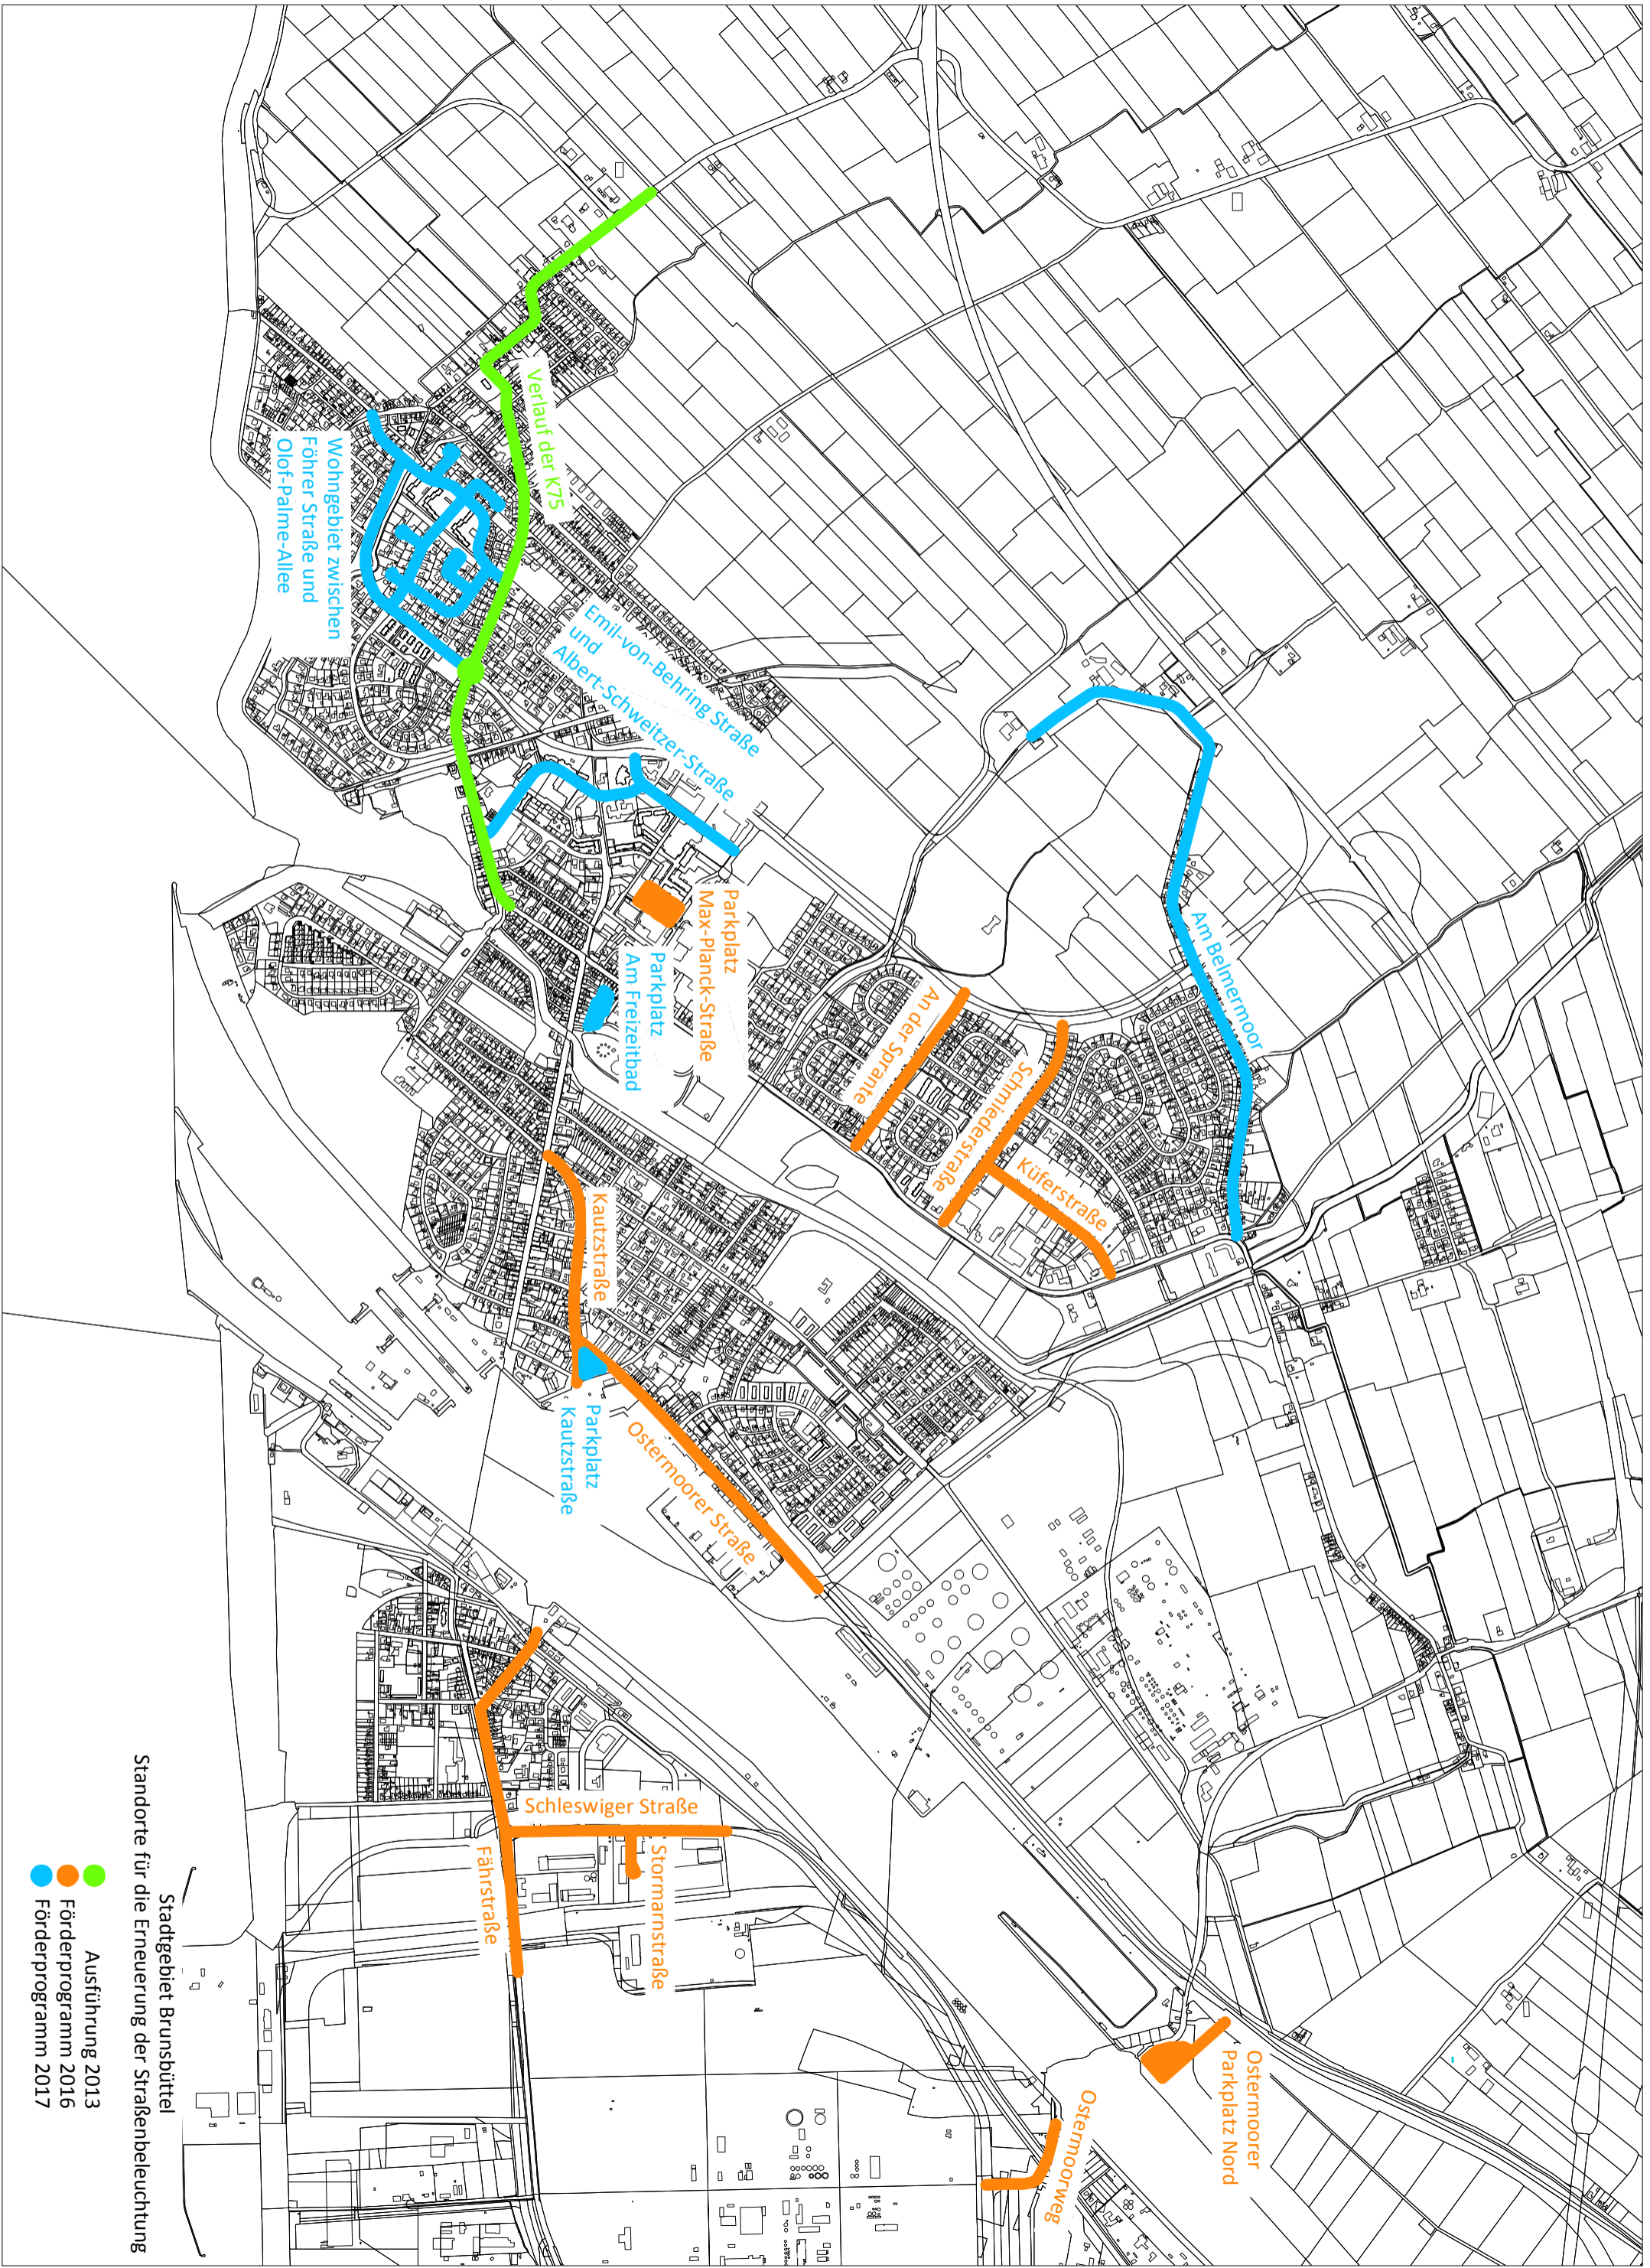 Verlauf der K75
Wohngebiet zwischen
Föhrer Straße und
Olof-Palme-Allee
Emil-von-Behring Straße
und
Albert-Schweitzer-Straße
Parkplatz
Max-Planck-Straße
Parkplatz
Am Freizeitbad
Am Belmermoor
An der Sprante
Schmiederstraße
Küferstraße
Kautzstraße
Parkplatz
Kautzstraße
Ostermoorer Straße
Schleswiger Straße
Stormarnstraße
Fährstraße
Ostermoorer
Parkplatz Nord
Ostermoorweg
Stadtgebiet Brunsbüttel
Standorte für die Erneuerung der Straßenbeleuchtung
Ausführung 2013
Förderprogramm 2016
Förderprogramm 2017